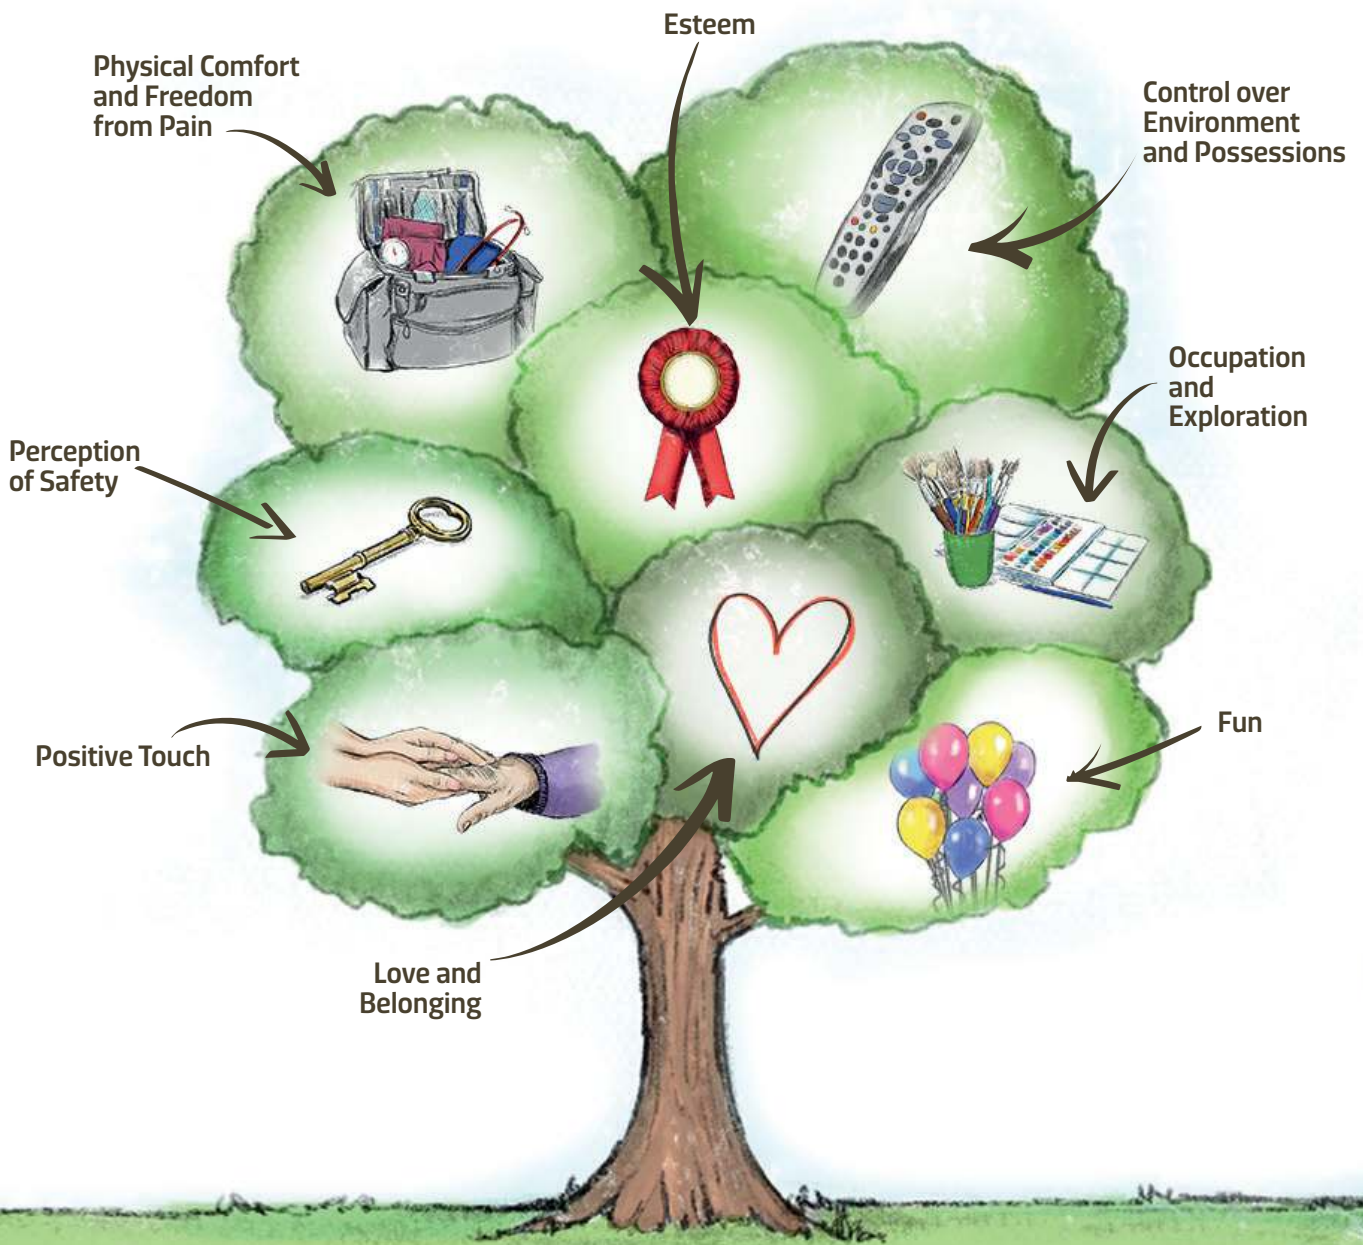 Esteem
Physical Comfort
and Freedom
from Pain
Control over
Environment
and Possessions
Occupation
and
Exploration
Perception
of Safety
Positive Touch
Fun
Love and
Belonging